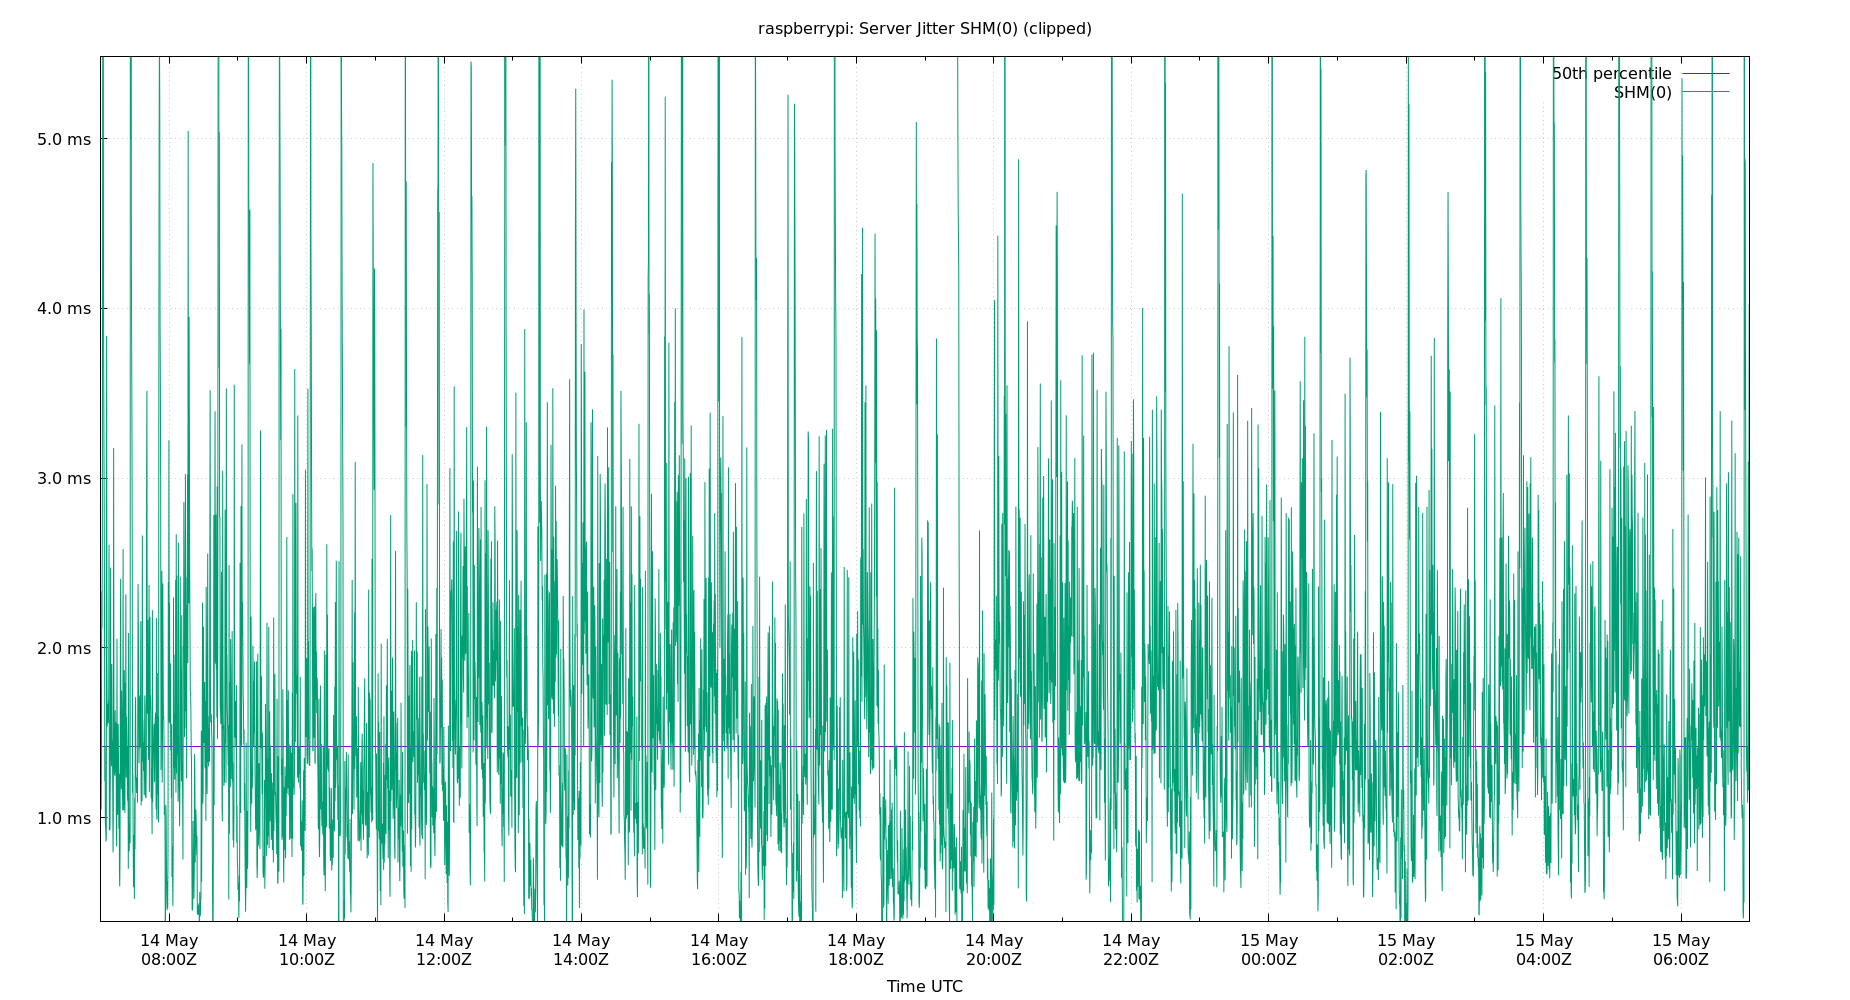 raspberrypi: Server Jitter SHM(0) (clipped)
50th percentile
SHM(0)
5.0 ms
4.0 ms
3.0 ms
2.0 ms
1.0 ms
14 May 14 May 14 May 14 May 14 May 14 May 14 May 14 May 15 May 15 May 15 May 15 May
08:00Z 10:00Z 12:00Z 14:00Z 16:00Z 18:00Z 20:00Z 22:00Z 00:00Z 02:00Z 04:00Z 06:00Z
Time UTC